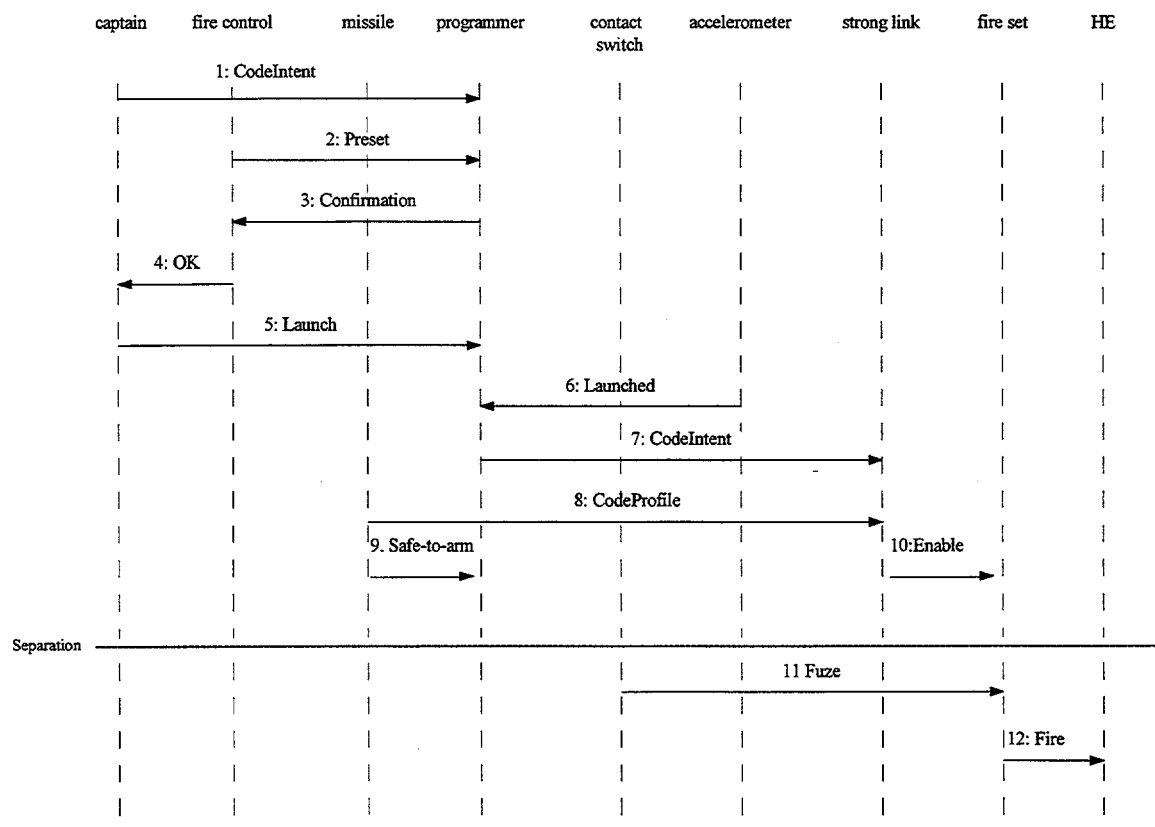 captain fire control missile programmer contact switch accelerometer strong link fire set HE
1: CodeIntent
2: Preset
3: Confirmation
4: OK
5: Launch
6: Launched
7: CodeIntent
8: CodeProfile
9. Safe-to-arm 10:Enable
Separation
11 Fuze
12: Fire